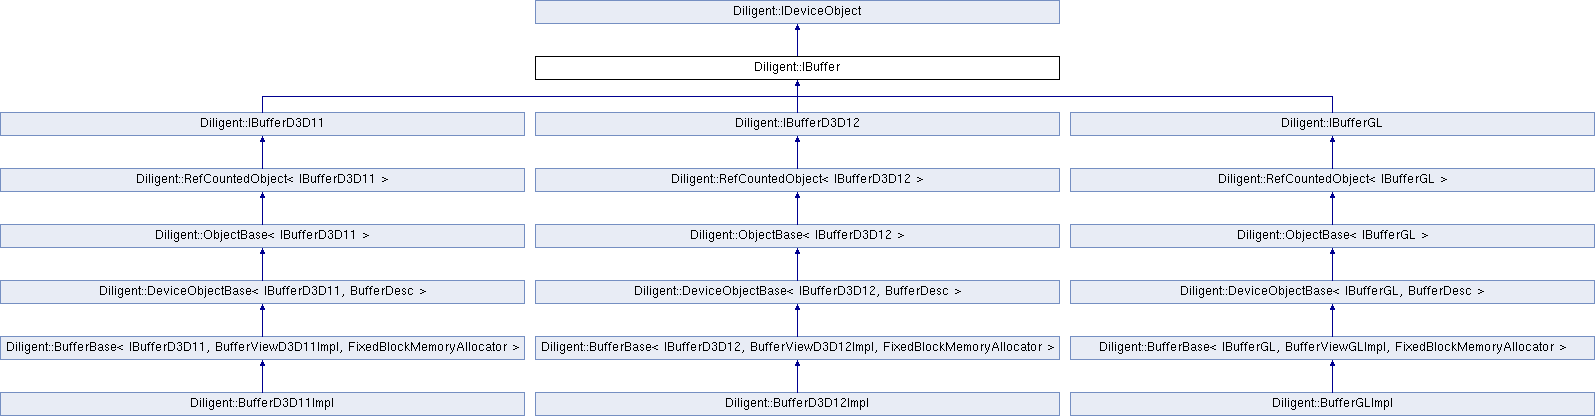 Diligent::IDeviceObject
Diligent::IBuffer
Diligent::IBufferD3D11
Diligent::IBufferD3D12
Diligent::IBufferGL
Diligent::RefCountedObject< IBufferD3D11 >
Diligent::RefCountedObject< IBufferD3D12 >
Diligent::RefCountedObject< IBufferGL >
Diligent::ObjectBase< IBufferD3D11 >
Diligent::ObjectBase< IBufferD3D12 >
Diligent::ObjectBase< IBufferGL >
Diligent::DeviceObjectBase< IBufferD3D11, BufferDesc >
Diligent::DeviceObjectBase< IBufferD3D12, BufferDesc >
Diligent::DeviceObjectBase< IBufferGL, BufferDesc >
Diligent::BufferBase< IBufferD3D11, BufferViewD3D11Impl, FixedBlockMemoryAllocator >
Diligent::BufferBase< IBufferD3D12, BufferViewD3D12Impl, FixedBlockMemoryAllocator >
Diligent::BufferBase< IBufferGL, BufferViewGLImpl, FixedBlockMemoryAllocator >
Diligent::BufferD3D11Impl
Diligent::BufferD3D12Impl
Diligent::BufferGLImpl